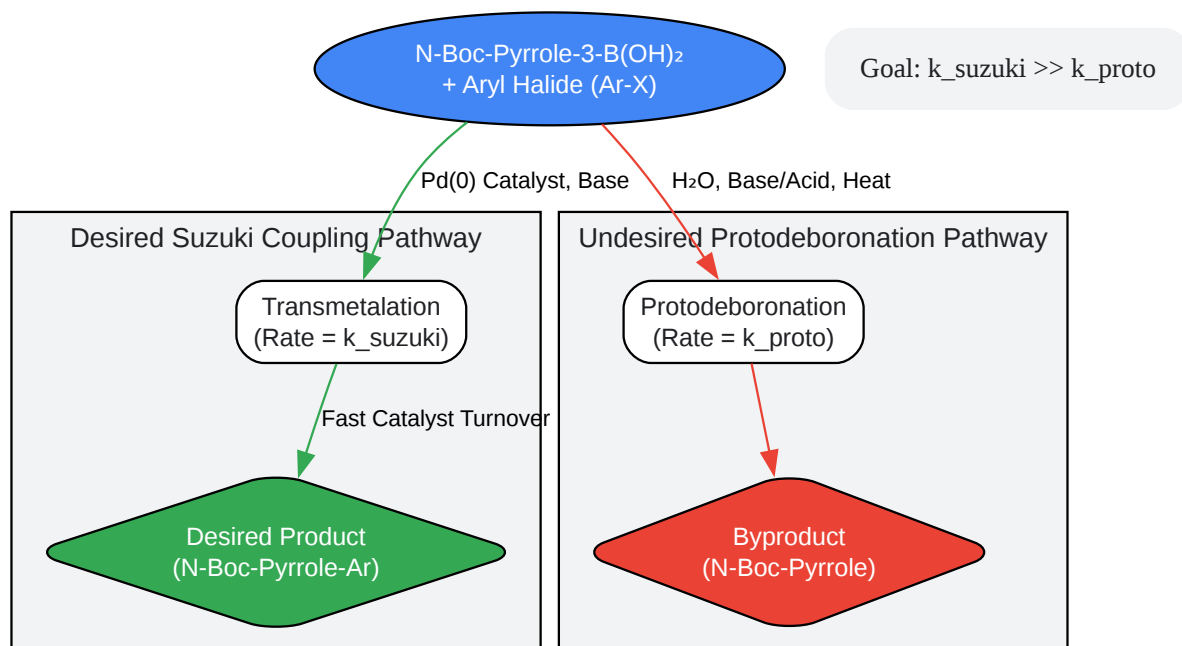 N-Boc-Pyrrole-3-B(OH)₂
+ Aryl Halide (Ar-X)
Goal: k_suzuki >> k_proto
Pd(0) Catalyst, Base
H₂O, Base/Acid, Heat
Desired Suzuki Coupling Pathway
Undesired Protodeboronation Pathway
Transmetalation
(Rate = k_suzuki)
Protodeboronation
(Rate = k_proto)
Fast Catalyst Turnover
Desired Product
(N-Boc-Pyrrole-Ar)
Byproduct
(N-Boc-Pyrrole)